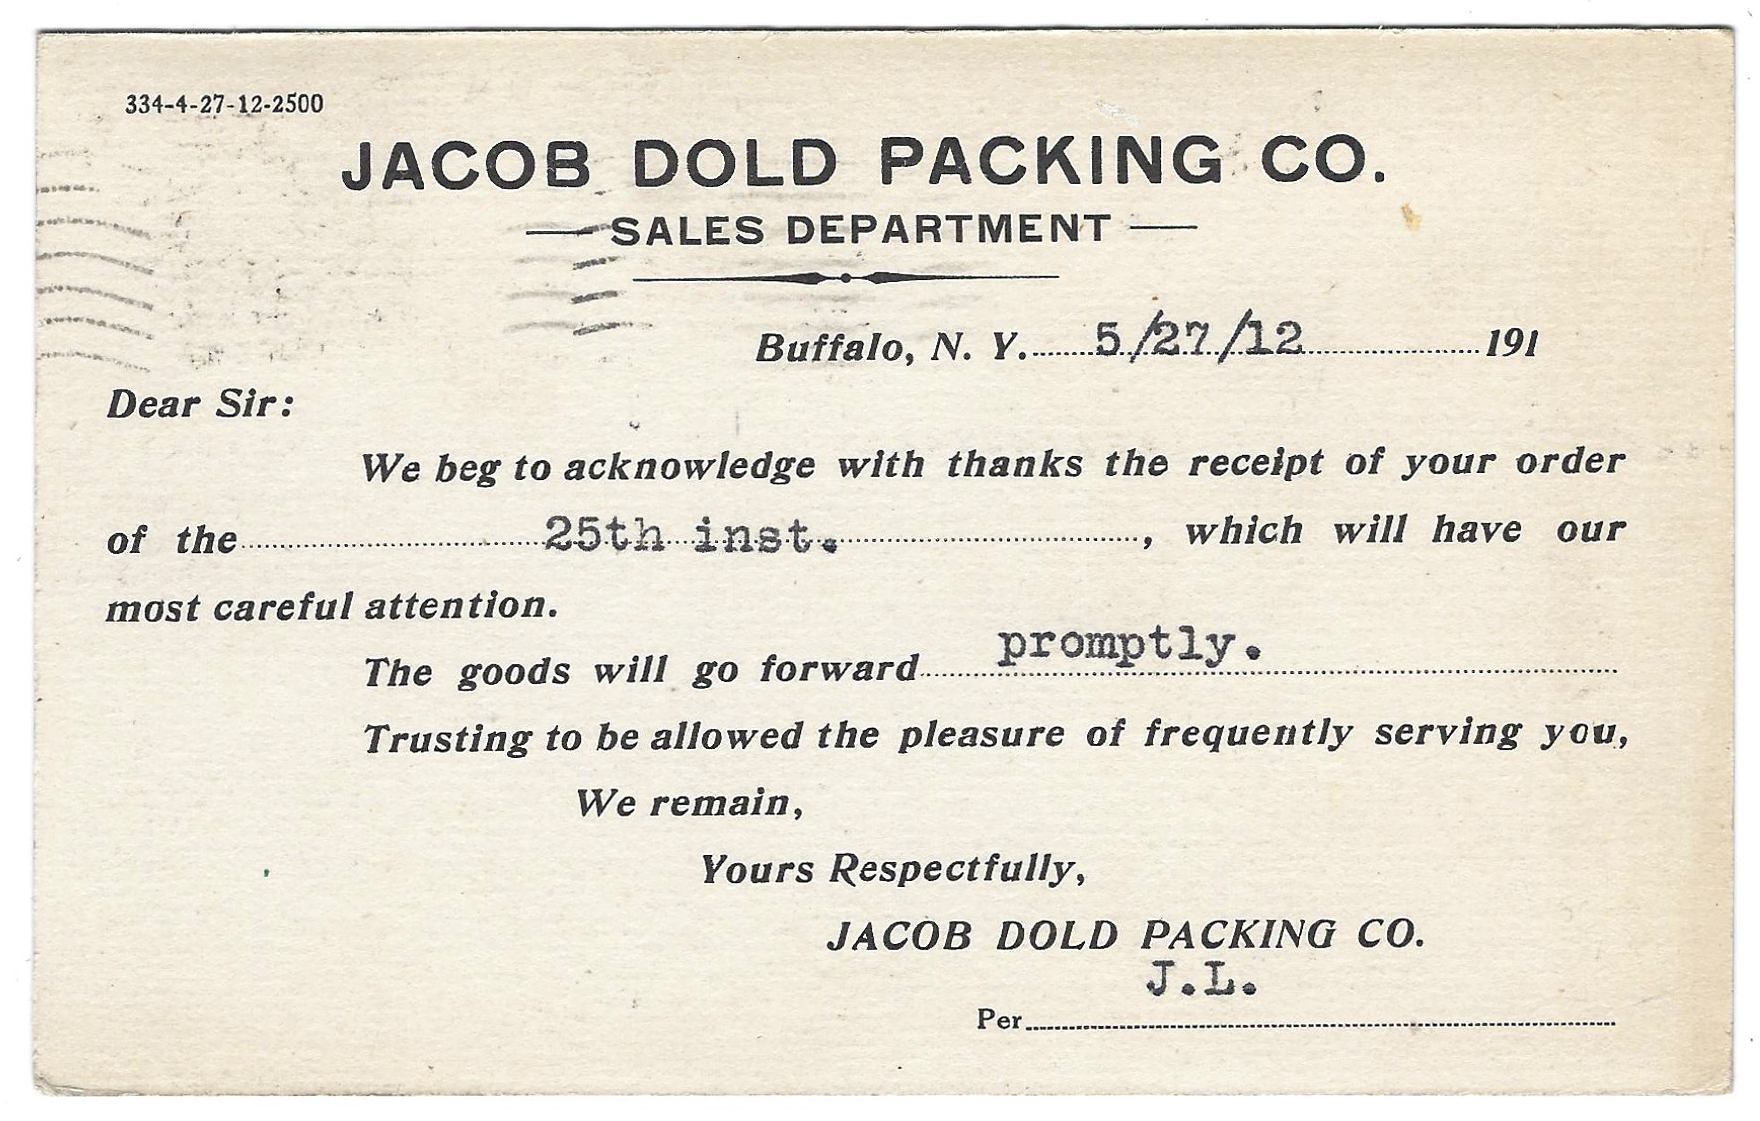 334-4-27-12-2500
JACOB DOLD PACKING CO.
SALES DEPARTMENT
Buffalo, N. Y. 5/27/12 191
Dear Sir:
We beg to acknowledge with thanks the receipt of your order
of the 25th inst. , which will have our
most careful attention.
The goods will go forward promptly.
Trusting to be allowed the pleasure of frequently serving you,
We remain,
Yours Respectfully,
JACOB DOLD PACKING CO.
J.L.
Per